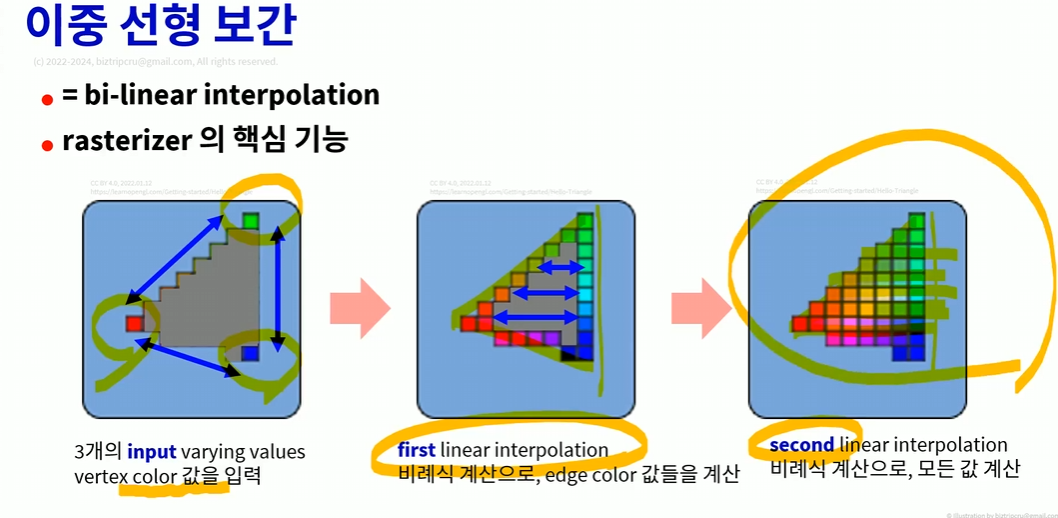 이중 선형 보간
(c) 2022-2024, biztripcru@gmail.com, All rights reserved.
= bi-linear interpolation
rasterizer 의 핵심 기능
CC BY 4.0, 2022.01.12
https://learnopengl.com/Getting-started/Hello-Triangle
CC BY 4.0, 2022.01.12
https://learnopengl.com/Getting-started/Hello-Triangle
CC BY 4.0, 2022.01.12
https://learnopengl.com/Getting-started/Hello-Triangle
3개의 input varying values
vertex color 값을 입력
first linear interpolation
비례식 계산으로, edge color 값들을 계산
second linear interpolation
비례식 계산으로, 모든 값 계산
© Illustration by biztripcru@gmail.com